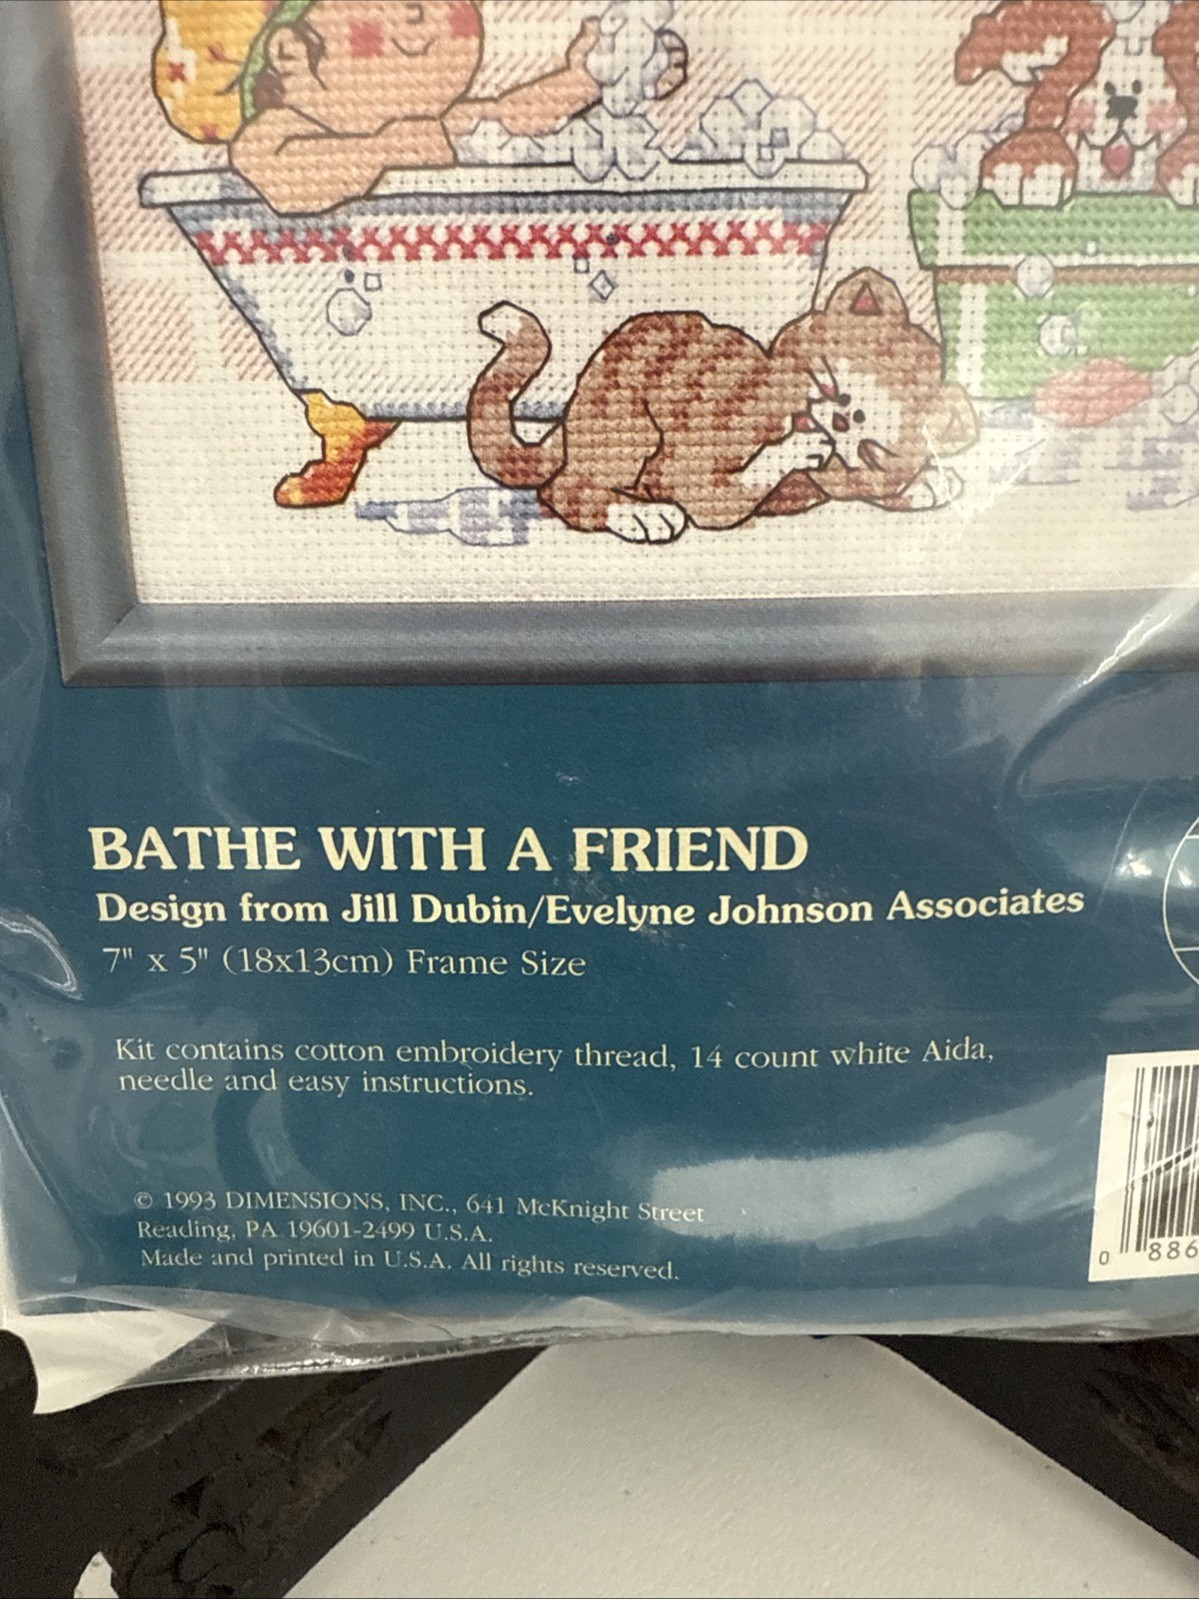 BATHE WITH A FRIEND
Design from Jill Dubin/Evelyne Johnson Associates
7" x 5" (18x13cm) Frame Size
Kit contains cotton embroidery thread, 14 count white Aida,
needle and easy instructions.
© 1993 DIMENSIONS, INC., 641 McKnight Street
Reading, PA 19601-2499 U.S.A.
Made and printed in U.S.A. All rights reserved.
0 886